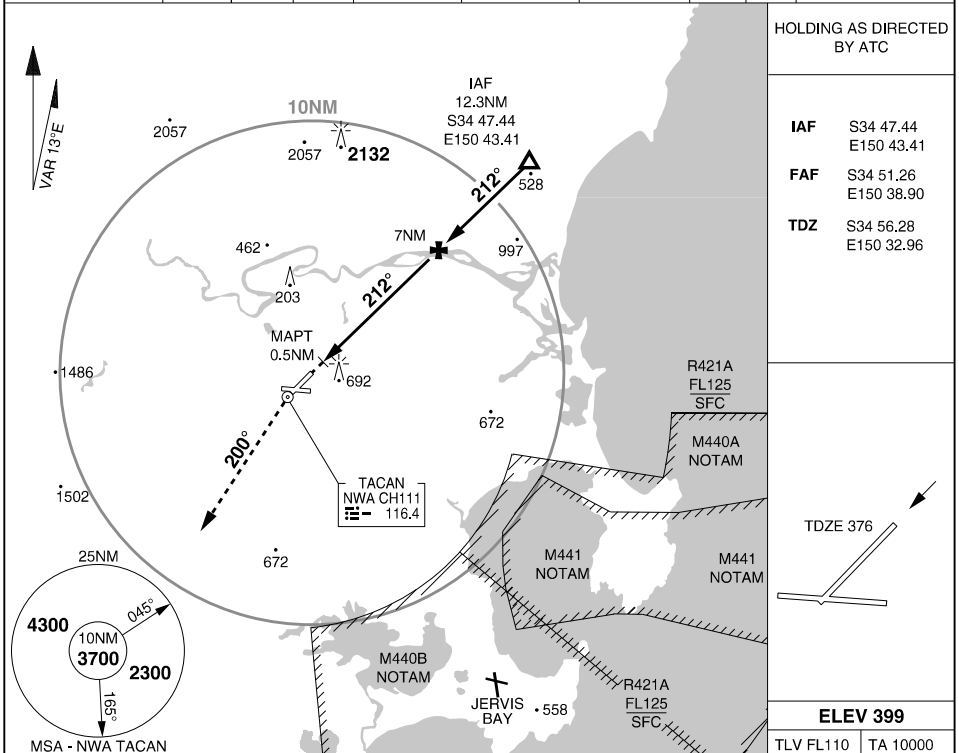 HOLDING AS DIRECTED
BY ATC
IAF S34 47.44
E150 43.41
FAF S34 51.26
E150 38.90
TDZ S34 56.28
E150 32.96
VAR 13°E
10NM
2057
2057
2132
IAF
12.3NM
S34 47.44
E150 43.41
528
212°
7NM
997
462
203
212°
MAPT
0.5NM
692
1486
672
200°
TACAN
NWA CH111
116.4
1502
672
R421A
FL125
SFC
M440A
NOTAM
M441
NOTAM
M441
NOTAM
TDZE 376
25NM
4300
045°
10NM
3700
2300
165°
MSA - NWA TACAN
M440B
NOTAM
JERVIS
BAY
558
R421A
FL125
SFC
ELEV 399
TLV FL110 TA 10000